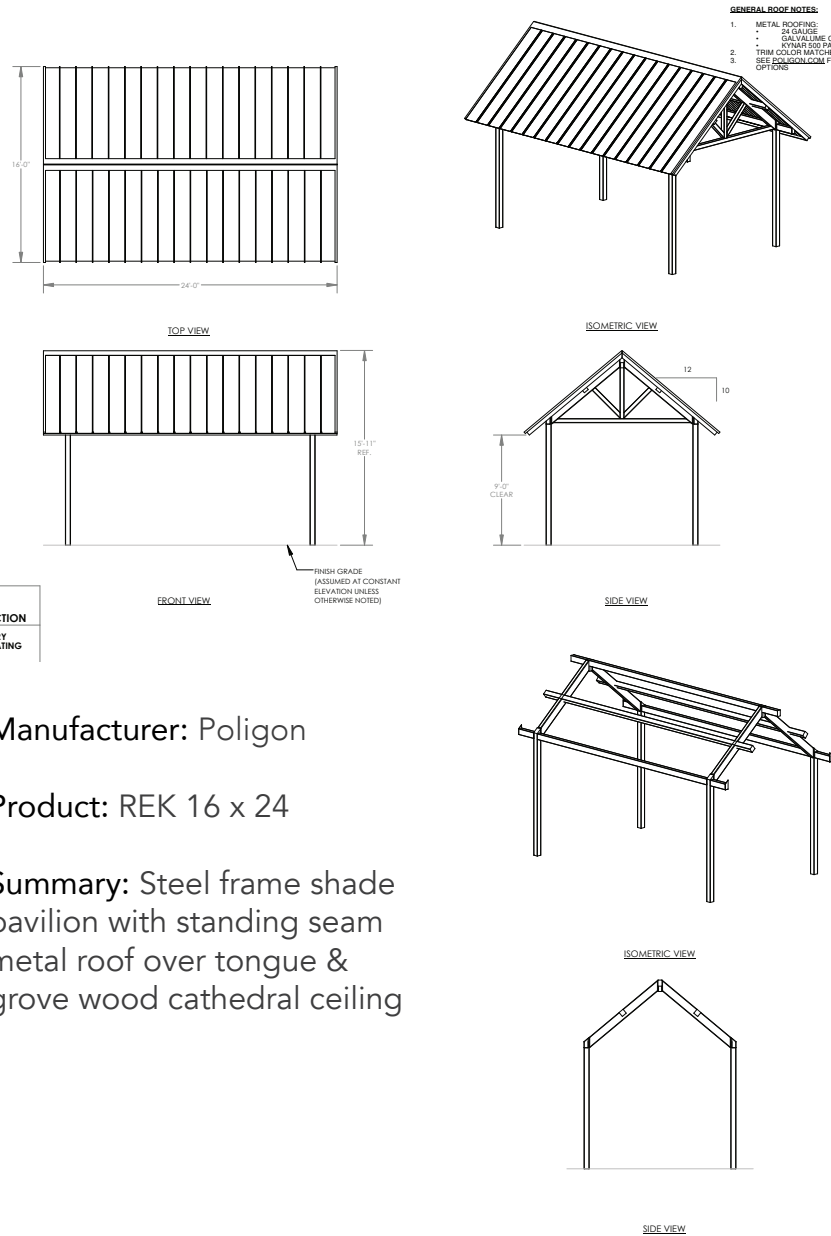 GENERAL ROOF NOTES:
1. METAL ROOFING:
• 24 GAUGE
• GALVALUME
• KYNAR 500
2. TRIM COLOR
3. SEE POLIGON.COM
OPTIONS
16'-0"
24'-0"
TOP VIEW
ISOMETRIC VIEW
12
10
15'-11"
REF.
9'-0"
CLEAR
FINISH GRADE
(ASSUMED AT CONSTANT
ELEVATION UNLESS
OTHERWISE NOTED)
FRONT VIEW
SIDE VIEW
CTION
RY
ATING
Manufacturer: Poligon
Product: REK 16 x 24
Summary: Steel frame shade
pavilion with standing seam
metal roof over tongue &
grove wood cathedral ceiling
ISOMETRIC VIEW
SIDE VIEW